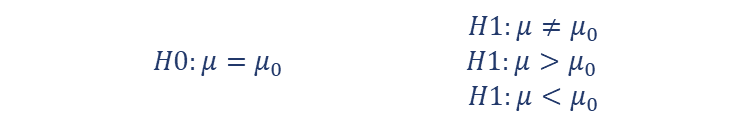 H1: μ ≠ μ₀
H0: μ = μ₀
H1: μ > μ₀
H1: μ < μ₀